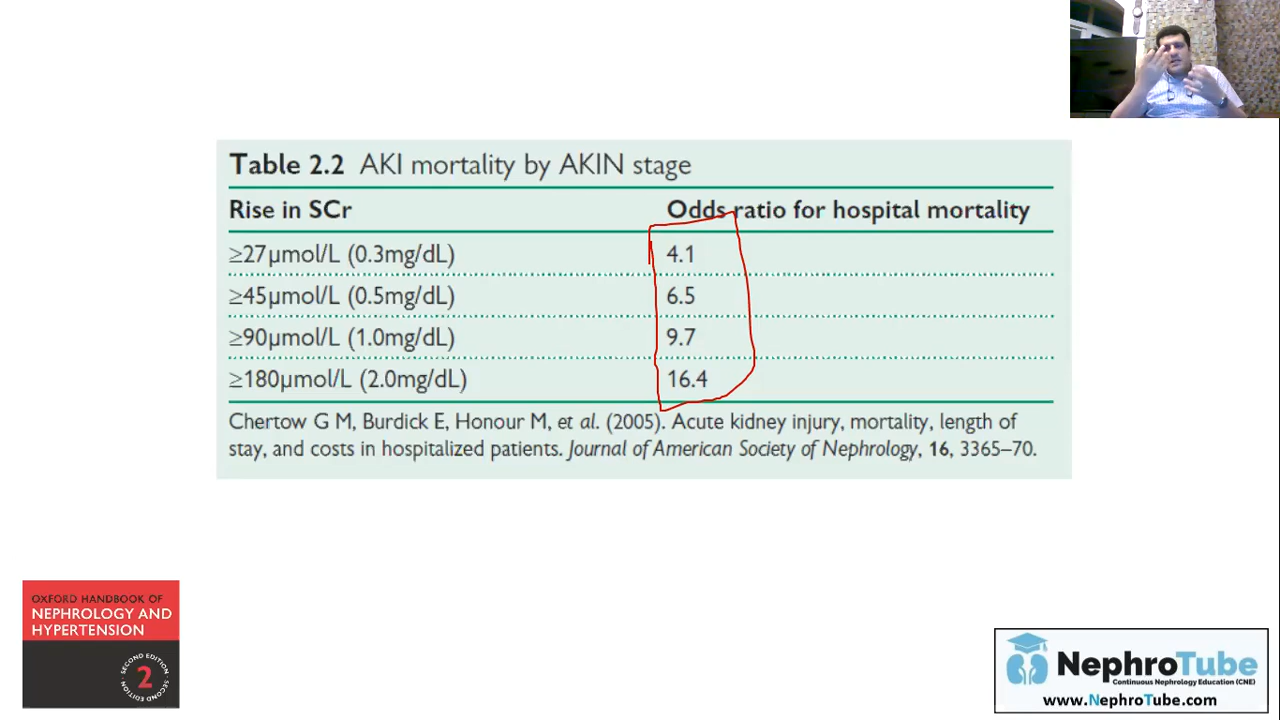 Table 2.2 AKI mortality by AKIN stage
Rise in SCr Odds ratio for hospital mortality
≥27µmol/L (0.3mg/dL) 4.1
≥45µmol/L (0.5mg/dL) 6.5
≥90µmol/L (1.0mg/dL) 9.7
≥180µmol/L (2.0mg/dL) 16.4
Chertow G M, Burdick E, Honour M, et al. (2005). Acute kidney injury, mortality, length of
stay, and costs in hospitalized patients. Journal of American Society of Nephrology, 16, 3365–70.
OXFORD HANDBOOK OF
NEPHROLOGY AND
HYPERTENSION
SECOND EDITION · SECOND EDITION ·
2
NephroTube
Continuous Nephrology Education (CNE)
www.NephroTube.com